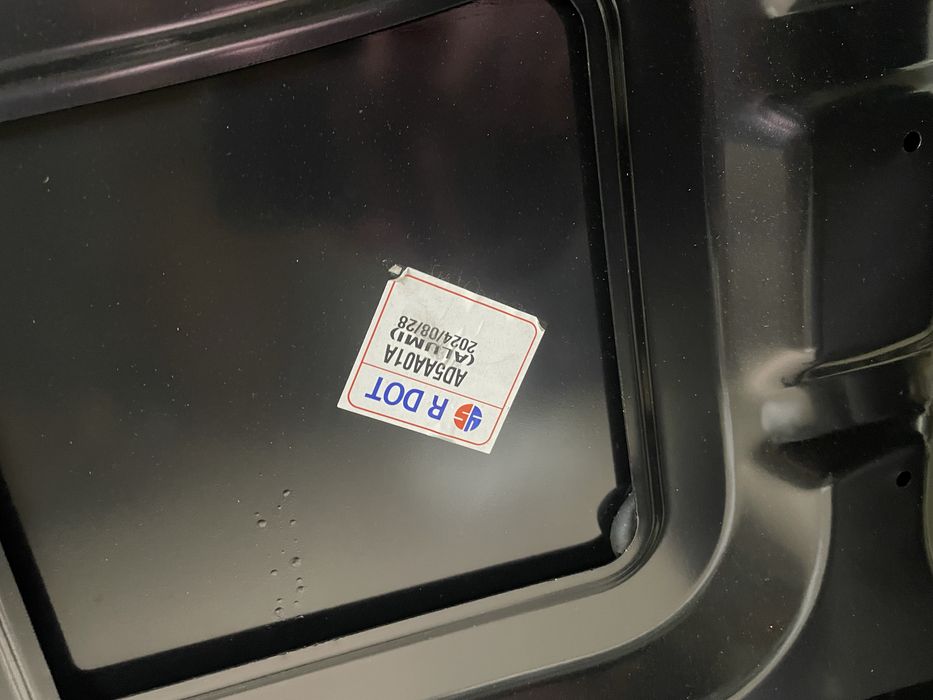 R DOT
AD5AA01A
(ALUMI)
2024/08/28